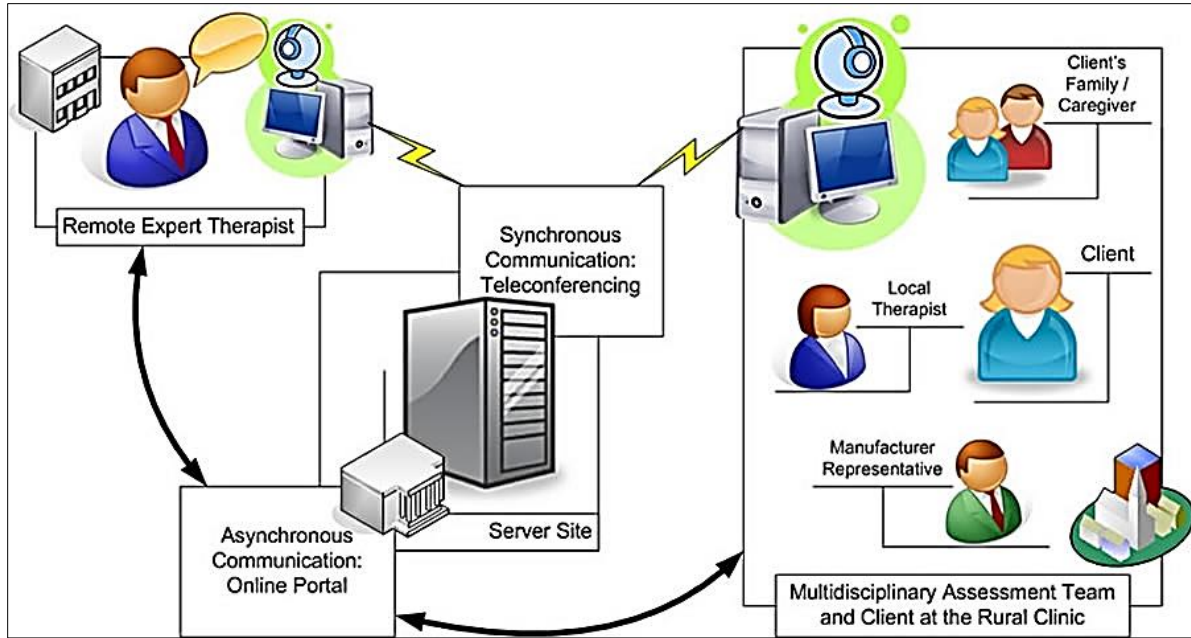 Remote Expert Therapist
Synchronous
Communication:
Teleconferencing
Server Site
Asynchronous
Communication:
Online Portal
Client's
Family /
Caregiver
Client
Local
Therapist
Manufacturer
Representative
Multidisciplinary Assessment Team
and Client at the Rural Clinic